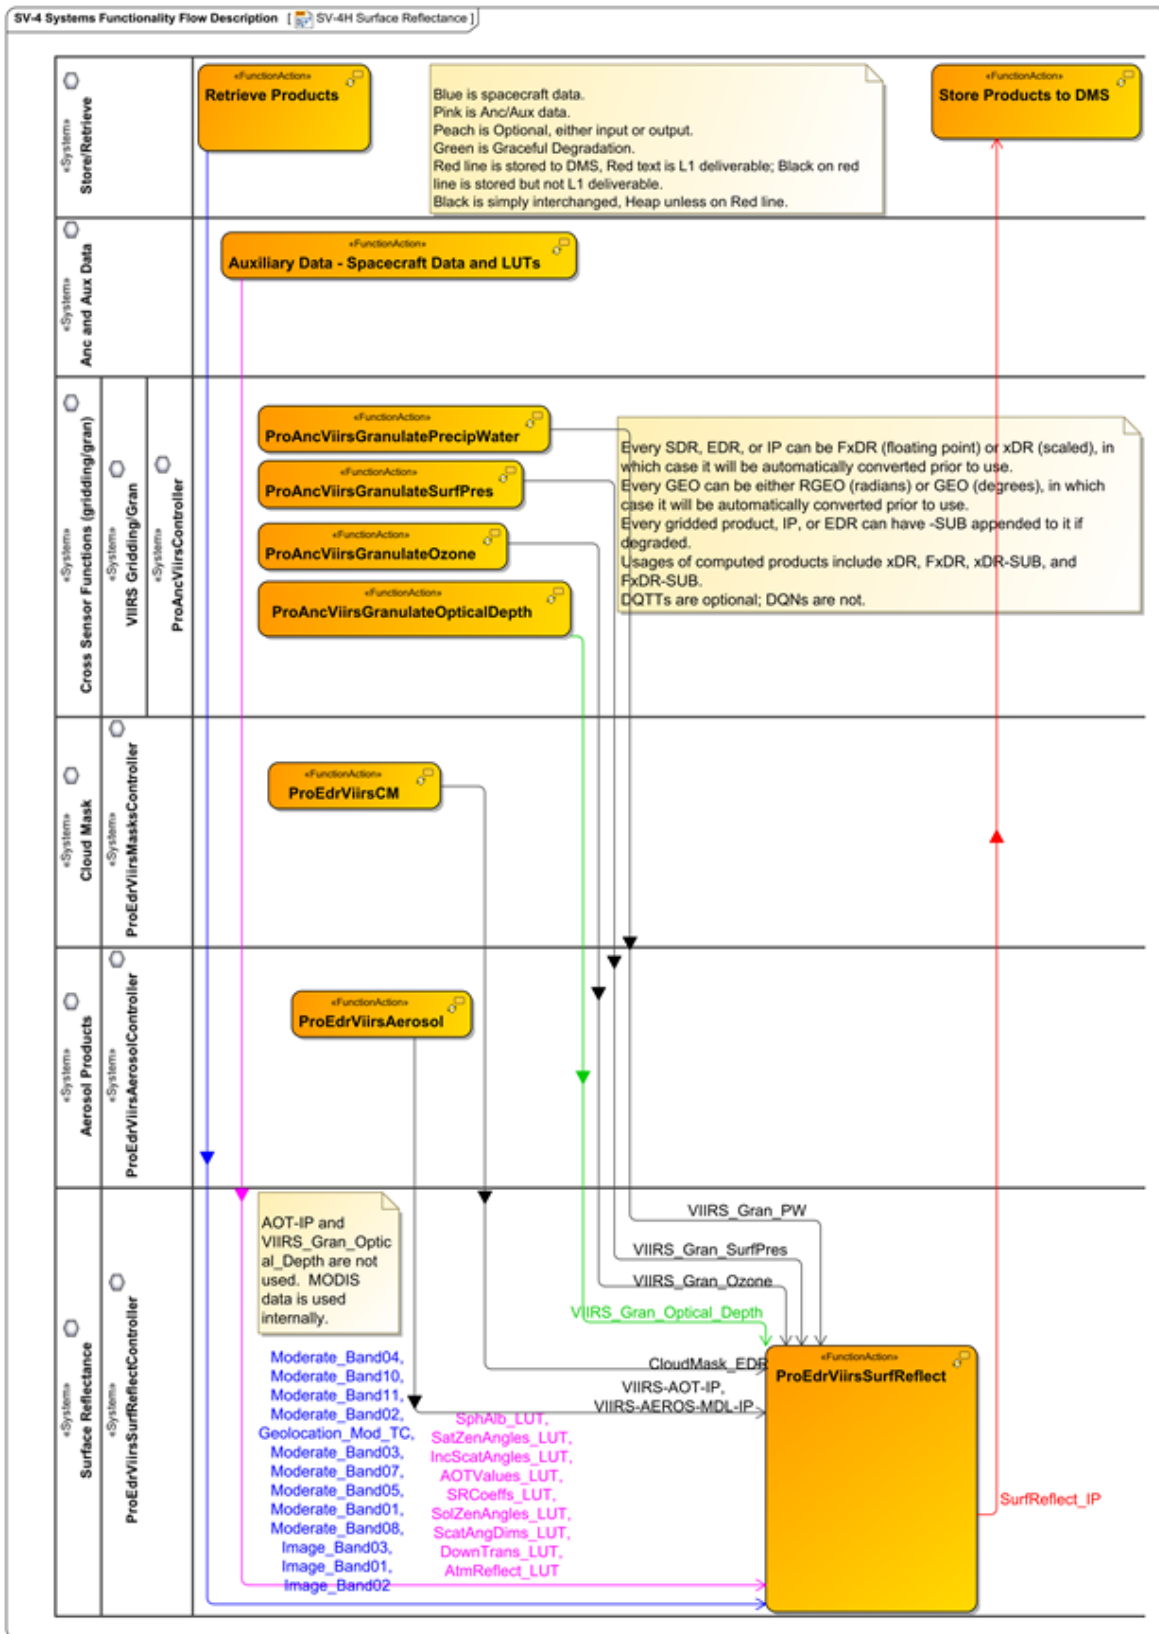 SV-4 Systems Functionality Flow Description [ SV-4H Surface Reflectance ]
«System»
Store/Retrieve
«FunctionAction»
Retrieve Products
Blue is spacecraft data.
Pink is Anc/Aux data.
Peach is Optional, either input or output.
Green is Graceful Degradation.
Red line is stored to DMS, Red text is L1 deliverable; Black on red
line is stored but not L1 deliverable.
Black is simply interchanged, Heap unless on Red line.
«FunctionAction»
Store Products to DMS
«System»
Anc and Aux Data
«FunctionAction»
Auxiliary Data - Spacecraft Data and LUTs
«System»
Cross Sensor Functions (gridding/gran)
«System»
VIIRS Gridding/Gran
«System»
ProAncViirsController
«FunctionAction»
ProAncViirsGranulatePrecipWater
«FunctionAction»
ProAncViirsGranulateSurfPres
«FunctionAction»
ProAncViirsGranulateOzone
«FunctionAction»
ProAncViirsGranulateOpticalDepth
Every SDR, EDR, or IP can be FxDR (floating point) or xDR (scaled), in
which case it will be automatically converted prior to use.
Every GEO can be either RGEO (radians) or GEO (degrees), in which
case it will be automatically converted prior to use.
Every gridded product, IP, or EDR can have -SUB appended to it if
degraded.
Usages of computed products include xDR, FxDR, xDR-SUB, and
FxDR-SUB.
DQTTs are optional; DQNs are not.
«System»
Cloud Mask
«System»
ProEdrViirsMasksController
«FunctionAction»
ProEdrViirsCM
«System»
Aerosol Products
«System»
ProEdrViirsAerosolController
«FunctionAction»
ProEdrViirsAerosol
«System»
Surface Reflectance
«System»
ProEdrViirsSurfReflectController
AOT-IP and
VIIRS_Gran_Optic
al_Depth are not
used. MODIS
data is used
internally.
VIIRS_Gran_PW
VIIRS_Gran_SurfPres
VIIRS_Gran_Ozone
VIIRS_Gran_Optical_Depth
CloudMask_EDR
VIIRS-AOT-IP,
VIIRS-AEROS-MDL-IP
«FunctionAction»
ProEdrViirsSurfReflect
Moderate_Band04,
Moderate_Band10,
Moderate_Band11,
Moderate_Band02,
Geolocation_Mod_TC,
Moderate_Band03,
Moderate_Band07,
Moderate_Band05,
Moderate_Band01,
Moderate_Band08,
Image_Band03,
Image_Band01,
Image_Band02
SphAlb_LUT,
SatZenAngles_LUT,
IncScatAngles_LUT,
AOTValues_LUT,
SRCoeffs_LUT,
SolZenAngles_LUT,
ScatAngDims_LUT,
DownTrans_LUT,
AtmReflect_LUT
SurfReflect_IP